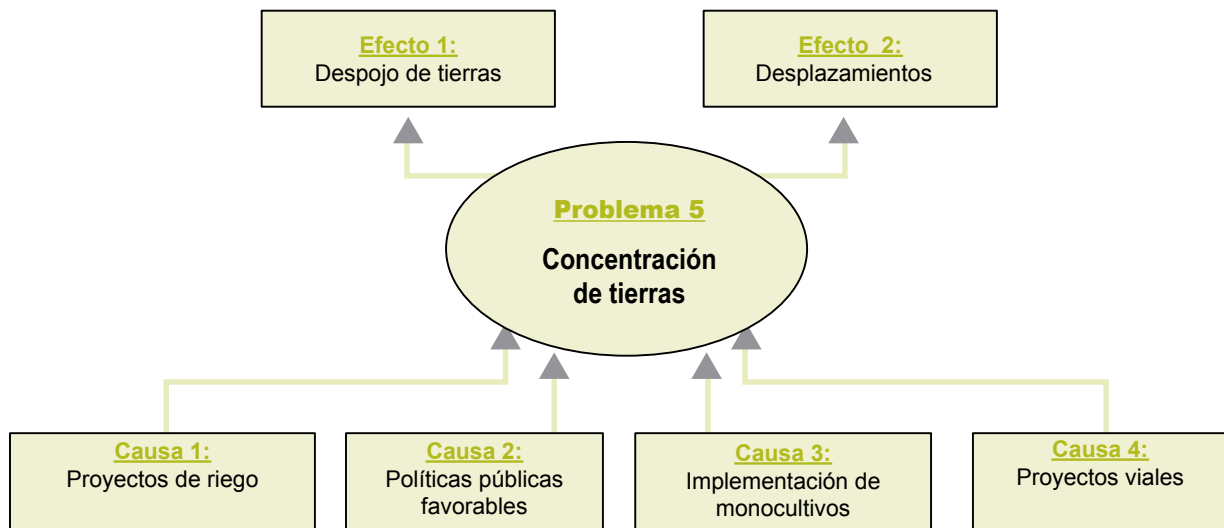 Efecto 1:
Despojo de tierras
Efecto 2:
Desplazamientos
Problema 5
Concentración
de tierras
Causa 1:
Proyectos de riego
Causa 2:
Políticas públicas
favorables
Causa 3:
Implementación de
monocultivos
Causa 4:
Proyectos viales